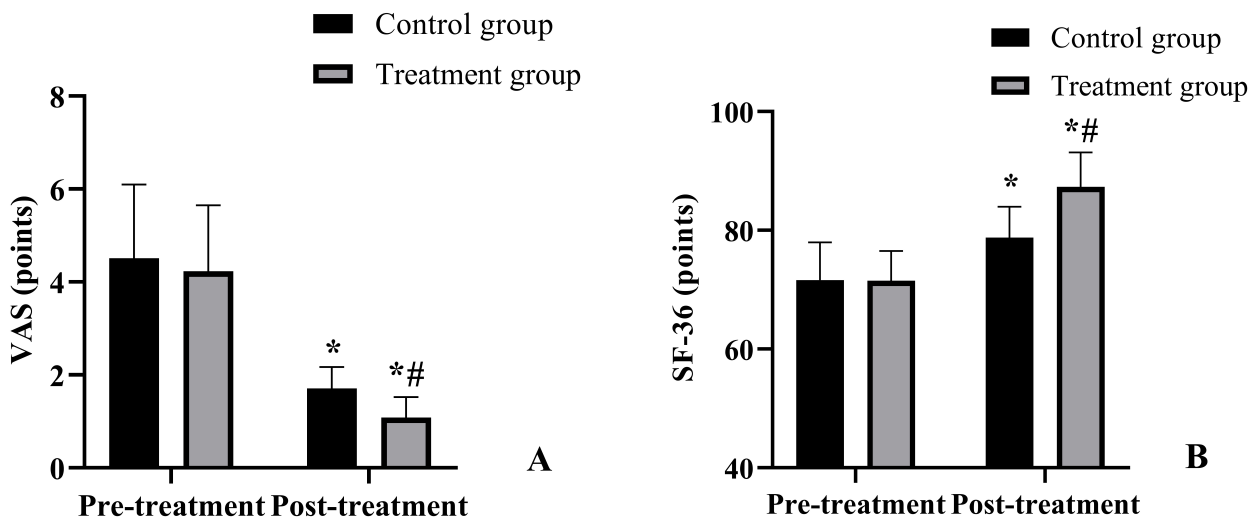 Control group
Treatment group
VAS (points)
8
6
4
2
0
*
*#
Pre-treatment Post-treatment
A
Control group
Treatment group
SF-36 (points)
100
80
60
40
*
*#
Pre-treatment Post-treatment
B